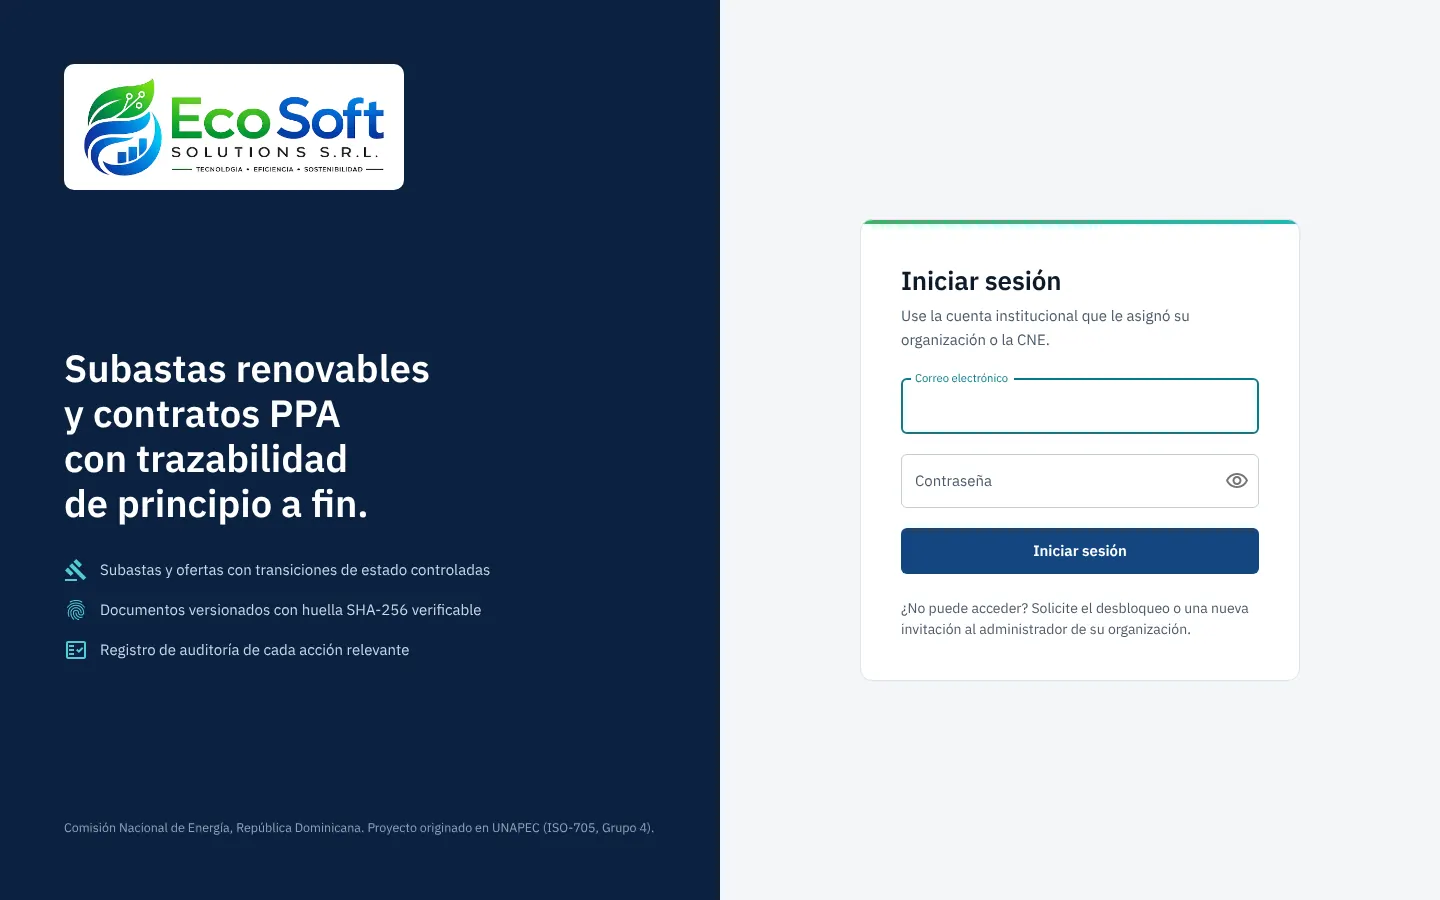 Eco Soft
SOLUTIONS S.R.L.
TECNOLOGIA • EFICIENCIA • SOSTENIBILIDAD
Subastas renovables
y contratos PPA
con trazabilidad
de principio a fin.
Subastas y ofertas con transiciones de estado controladas
Documentos versionados con huella SHA-256 verificable
Registro de auditoría de cada acción relevante
Comisión Nacional de Energía, República Dominicana. Proyecto originado en UNAPEC (ISO-705, Grupo 4).
Iniciar sesión
Use la cuenta institucional que le asignó su
organización o la CNE.
Correo electrónico
Contraseña
Iniciar sesión
¿No puede acceder? Solicite el desbloqueo o una nueva
invitación al administrador de su organización.